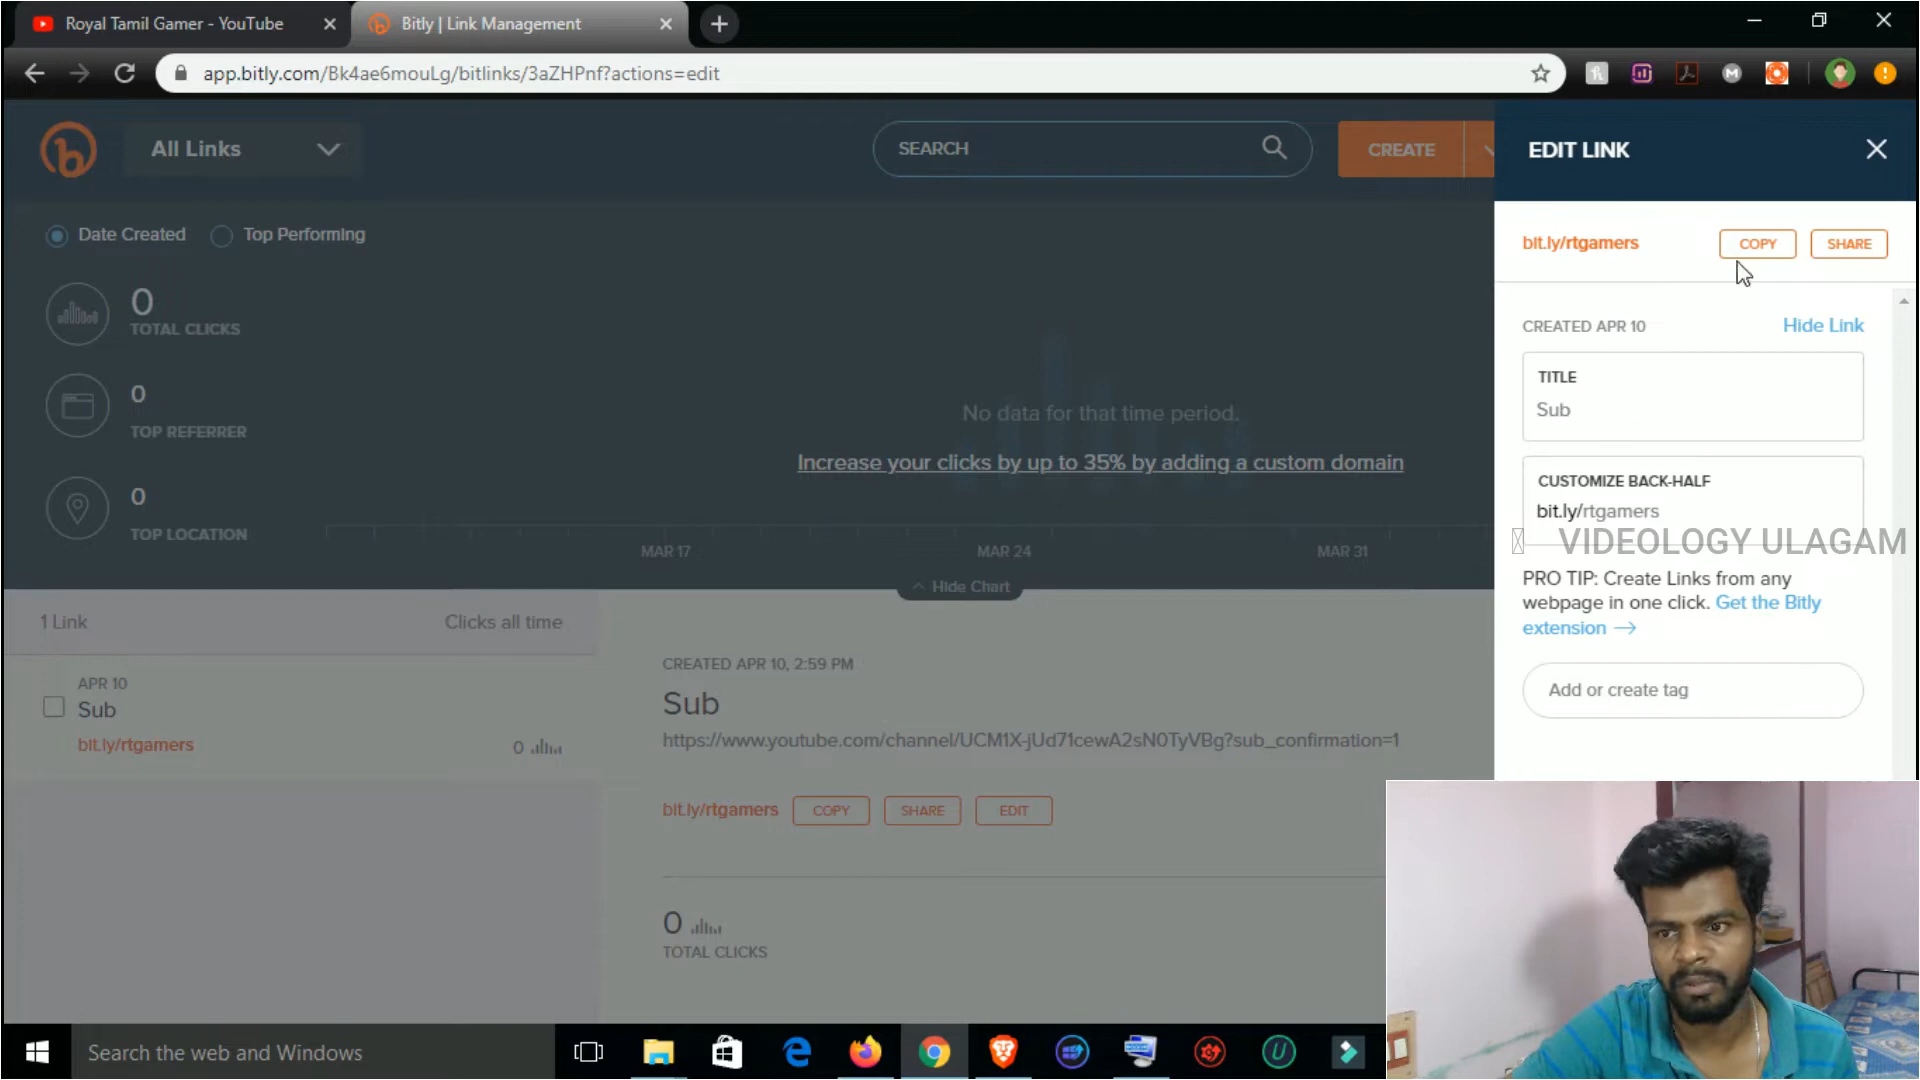 Royal Tamil Gamer - YouTube
Bitly | Link Management
app.bitly.com/Bk4ae6mouLg/bitlinks/3aZHPnf?actions=edit
All Links
SEARCH
CREATE
EDIT LINK
bit.ly/rtgamers
COPY
SHARE
Date Created
Top Performing
0
TOTAL CLICKS
0
TOP REFERRER
0
TOP LOCATION
No data for that time period.
Increase your clicks by up to 35% by adding a custom domain
MAR 17
MAR 24
MAR 31
Hide Chart
CREATED APR 10
Hide Link
TITLE
Sub
CUSTOMIZE BACK-HALF
bit.ly/rtgamers
VIDEOLOGY ULAGAM
PRO TIP: Create Links from any
webpage in one click. Get the Bitly
extension
Add or create tag
1 Link
Clicks all time
APR 10
Sub
bit.ly/rtgamers
0
CREATED APR 10, 2:59 PM
Sub
https://www.youtube.com/channel/UCM1X-jUd71cewA2sN0TyVBg?sub_confirmation=1
bit.ly/rtgamers
COPY
SHARE
EDIT
0
TOTAL CLICKS
Search the web and Windows